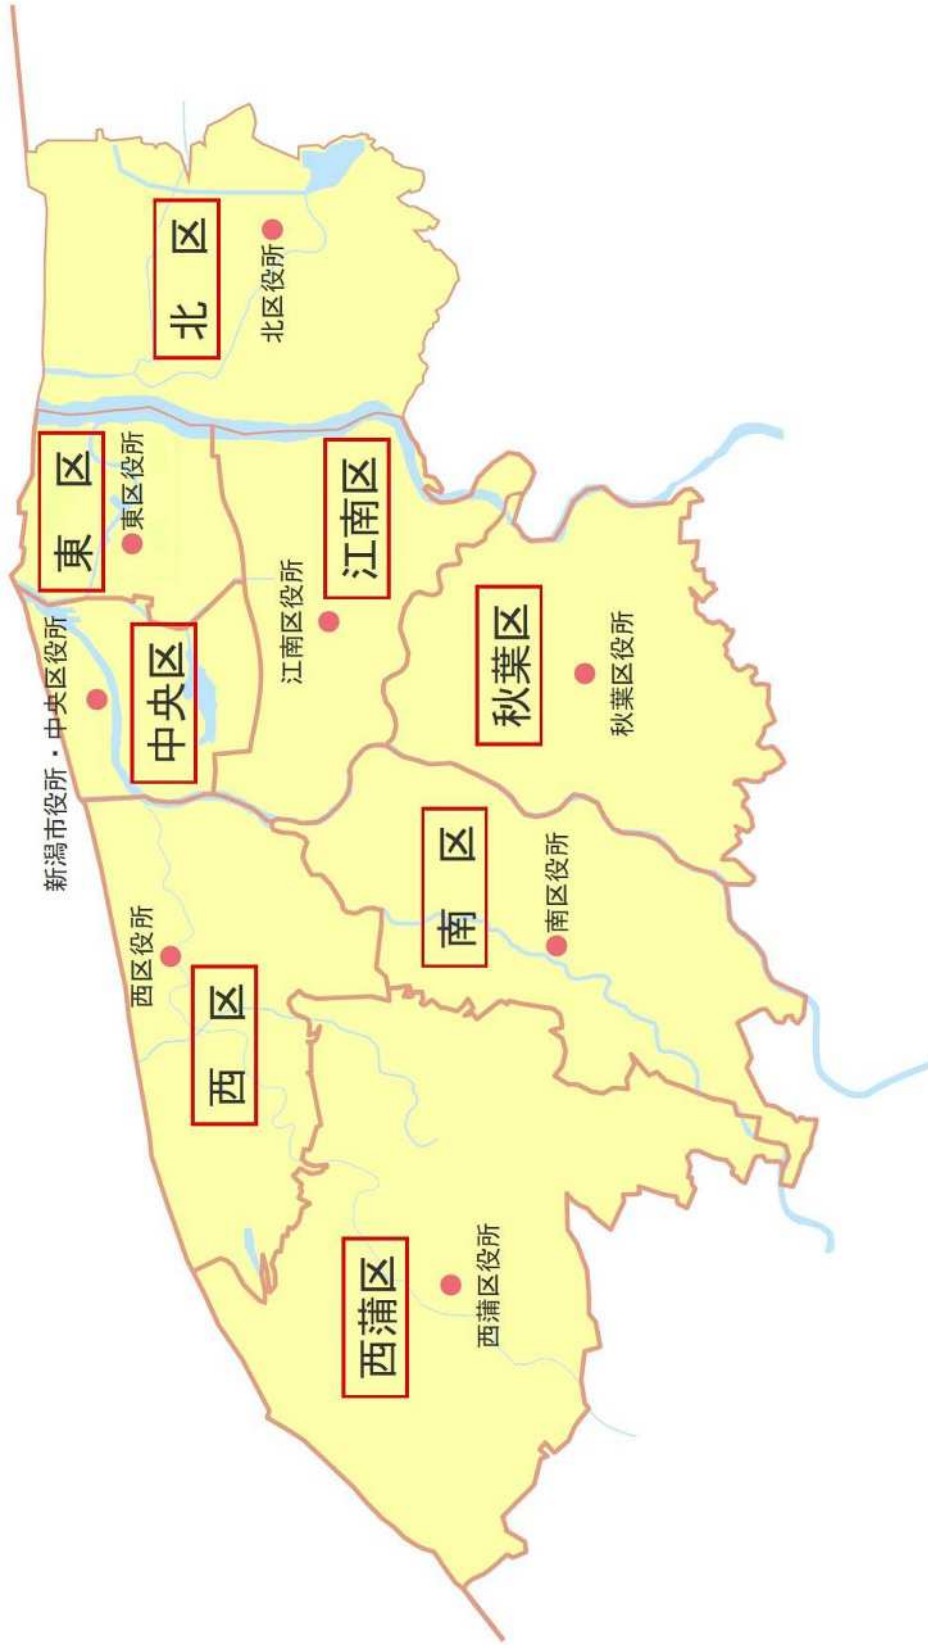 北　区
北区役所
東　区
東区役所
新潟市役所・中央区役所
中央区
江南区役所
江南区
秋葉区
秋葉区役所
南　区
南区役所
西区役所
西　区
西蒲区
西蒲区役所